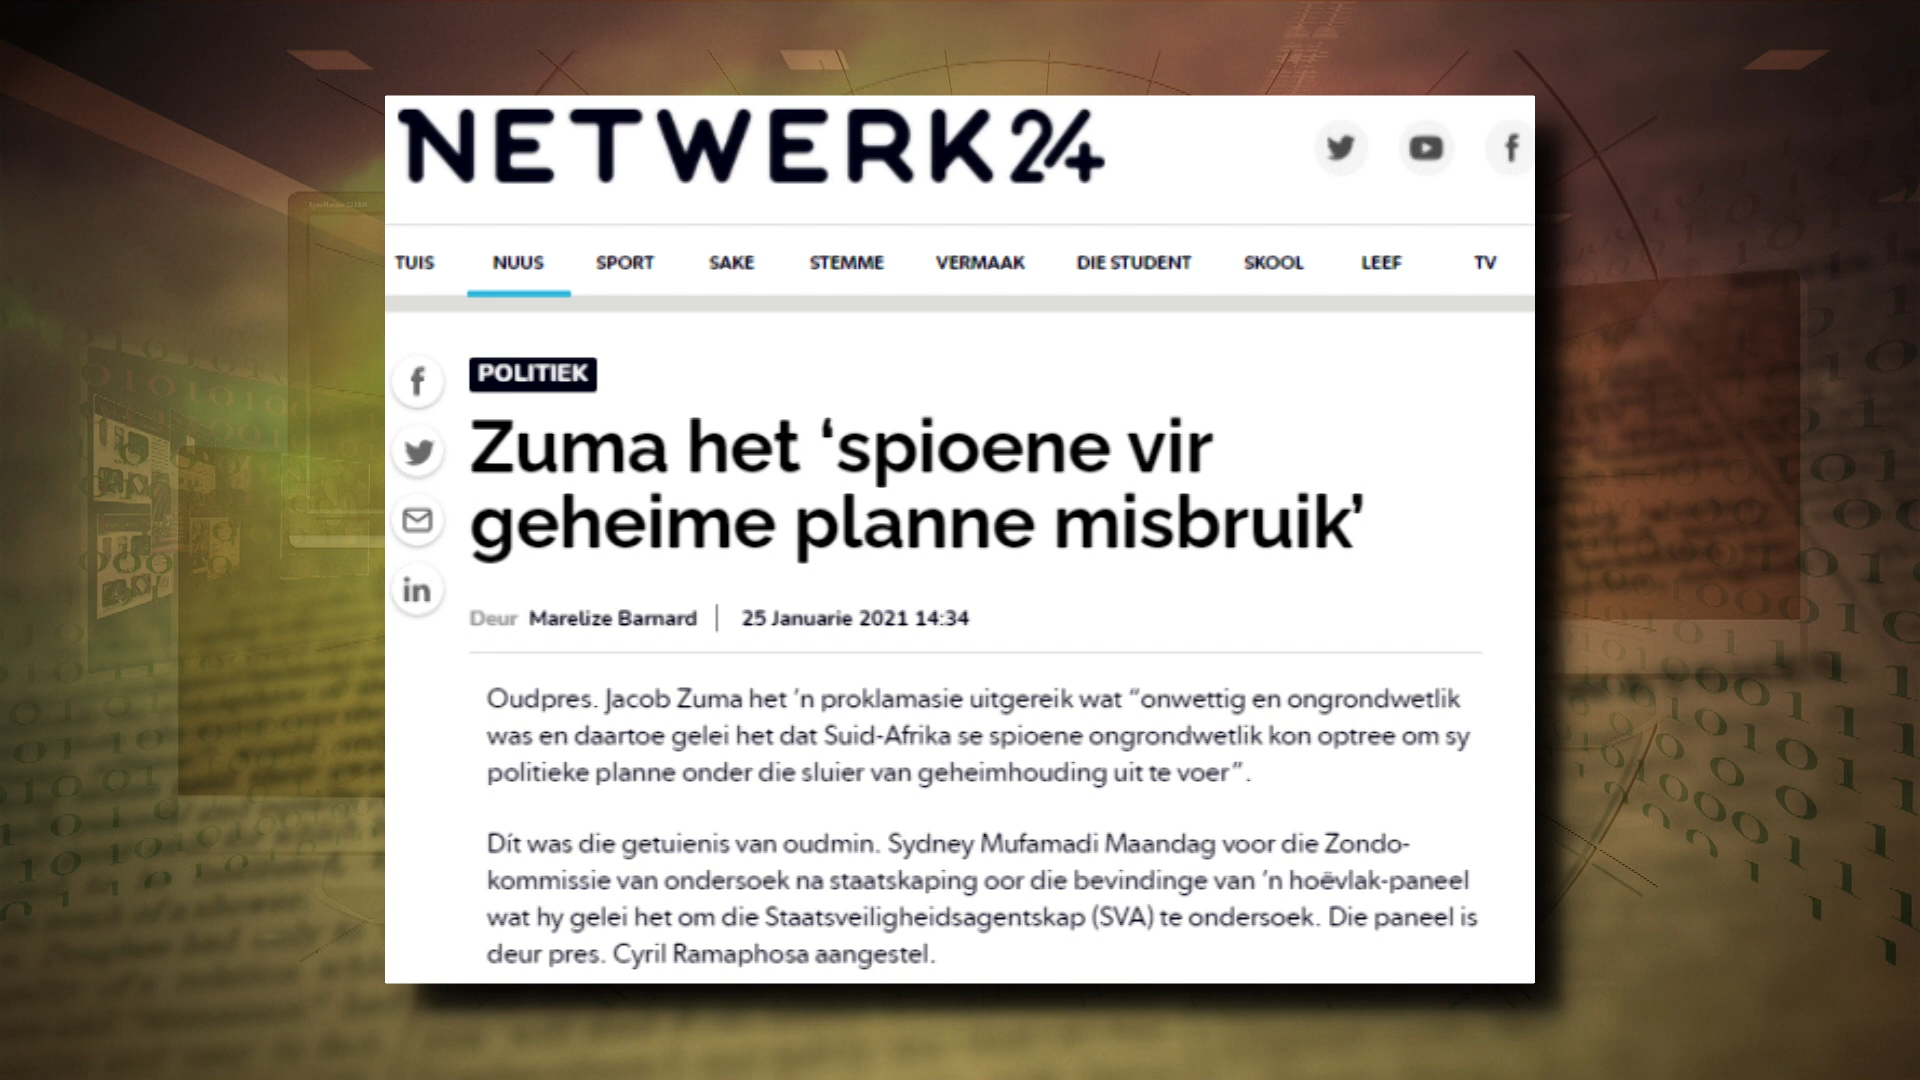 NETWERK24
TUIS NUUS SPORT SAKE STEMME VERMAAK DIE STUDENT SKOOL LEEF TV
POLITIEK
Zuma het ‘spioene vir
geheime planne misbruik’
Deur Marelize Barnard | 25 Januarie 2021 14:34
Oudpres. Jacob Zuma het ’n proklamasie uitgereik wat “onwettig en ongrondwetlik
was en daartoe gelei het dat Suid-Afrika se spioene ongrondwetlik kon optree om sy
politieke planne onder die sluier van geheimhouding uit te voer”.
Dít was die getuienis van oudmin. Sydney Mufamadi Maandag voor die Zondo-
kommissie van ondersoek na staatskaping oor die bevindinge van ’n hoëvlak-paneel
wat hy gelei het om die Staatsveiligheidsagentskap (SVA) te ondersoek. Die paneel is
deur pres. Cyril Ramaphosa aangestel.